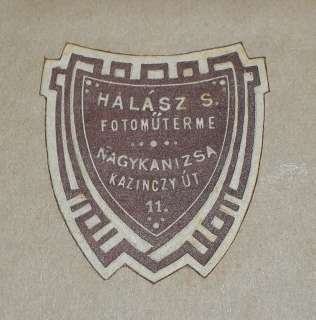 HALÁSZ S.
FOTOMŰTERME
NAGYKANIZSA
KAZINCZY ÚT
11.